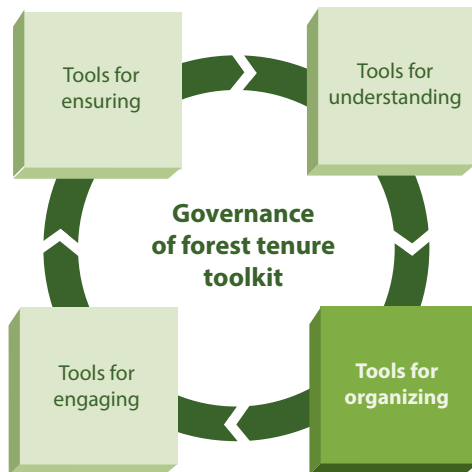 Tools for
ensuring
Tools for
understanding
Governance
of forest tenure
toolkit
Tools for
engaging
Tools for
organizing